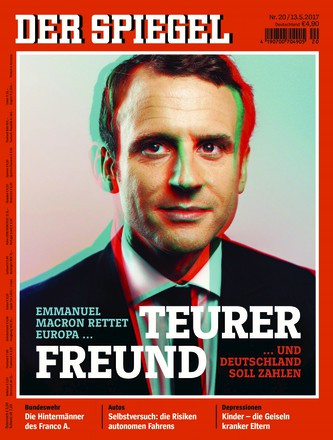 DER SPIEGEL
Nr. 20 / 13.5.2017
Deutschland €4,90
EMMANUEL
MACRON RETTET
EUROPA ...
TEURER
FREUND
... UND
DEUTSCHLAND
SOLL ZAHLEN
Bundeswehr
Die Hintermänner
des Franco A.
Autos
Selbstversuch: die Risiken
autonomen Fahrens
Depressionen
Kinder – die Geiseln
kranker Eltern